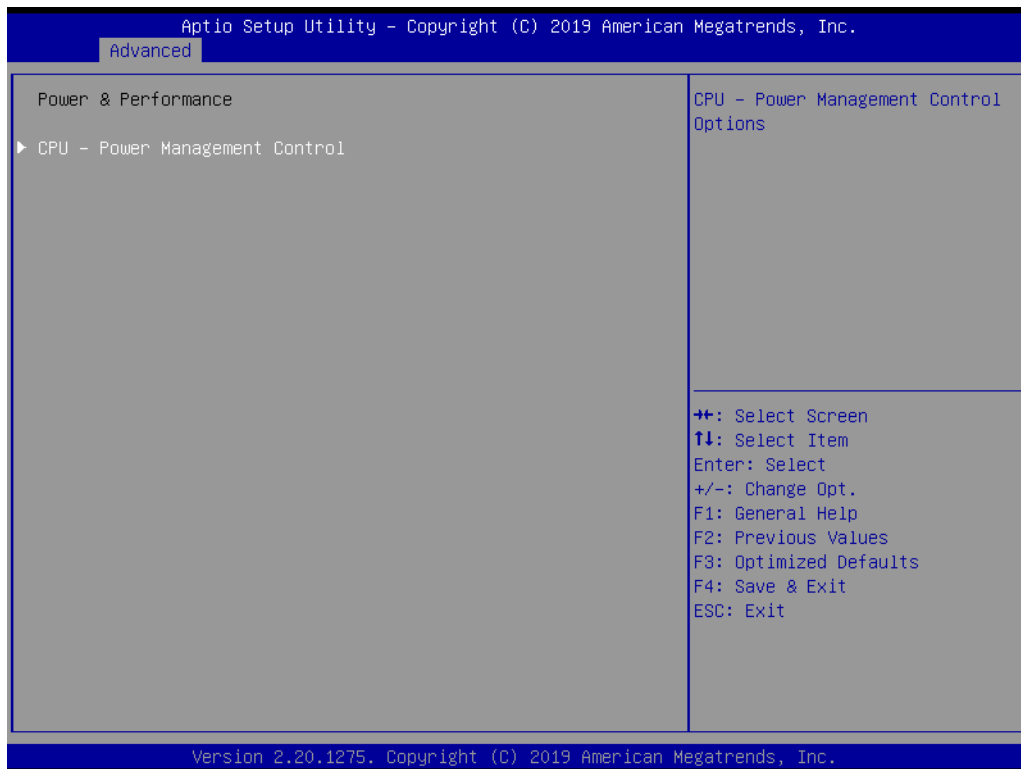 Aptio Setup Utility – Copyright (C) 2019 American Megatrends, Inc.
Advanced
Power & Performance
▶ CPU – Power Management Control
CPU – Power Management Control
Options
→←: Select Screen
↑↓: Select Item
Enter: Select
+/-: Change Opt.
F1: General Help
F2: Previous Values
F3: Optimized Defaults
F4: Save & Exit
ESC: Exit
Version 2.20.1275. Copyright (C) 2019 American Megatrends, Inc.